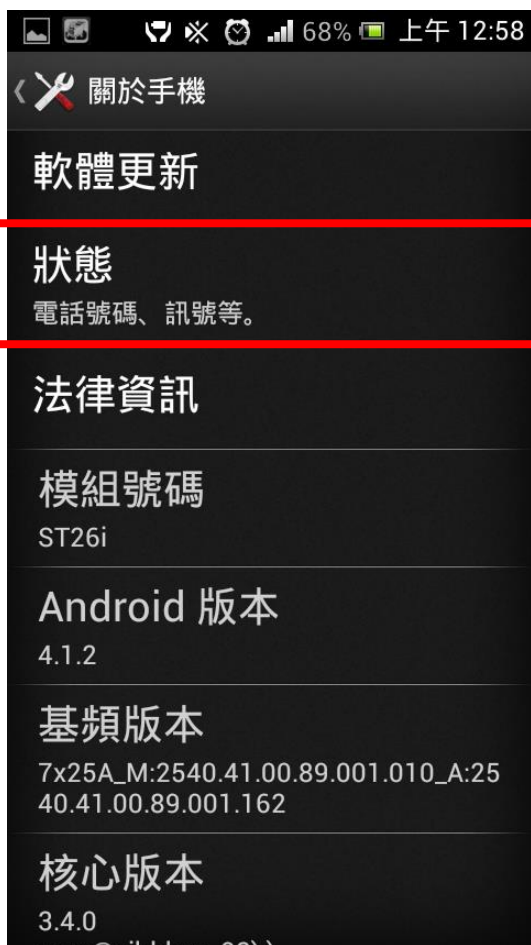 68% 上午 12:58
關於手機
軟體更新
狀態
電話號碼、訊號等。
法律資訊
模組號碼
ST26i
Android 版本
4.1.2
基頻版本
7x25A_M:2540.41.00.89.001.010_A:25
40.41.00.89.001.162
核心版本
3.4.0